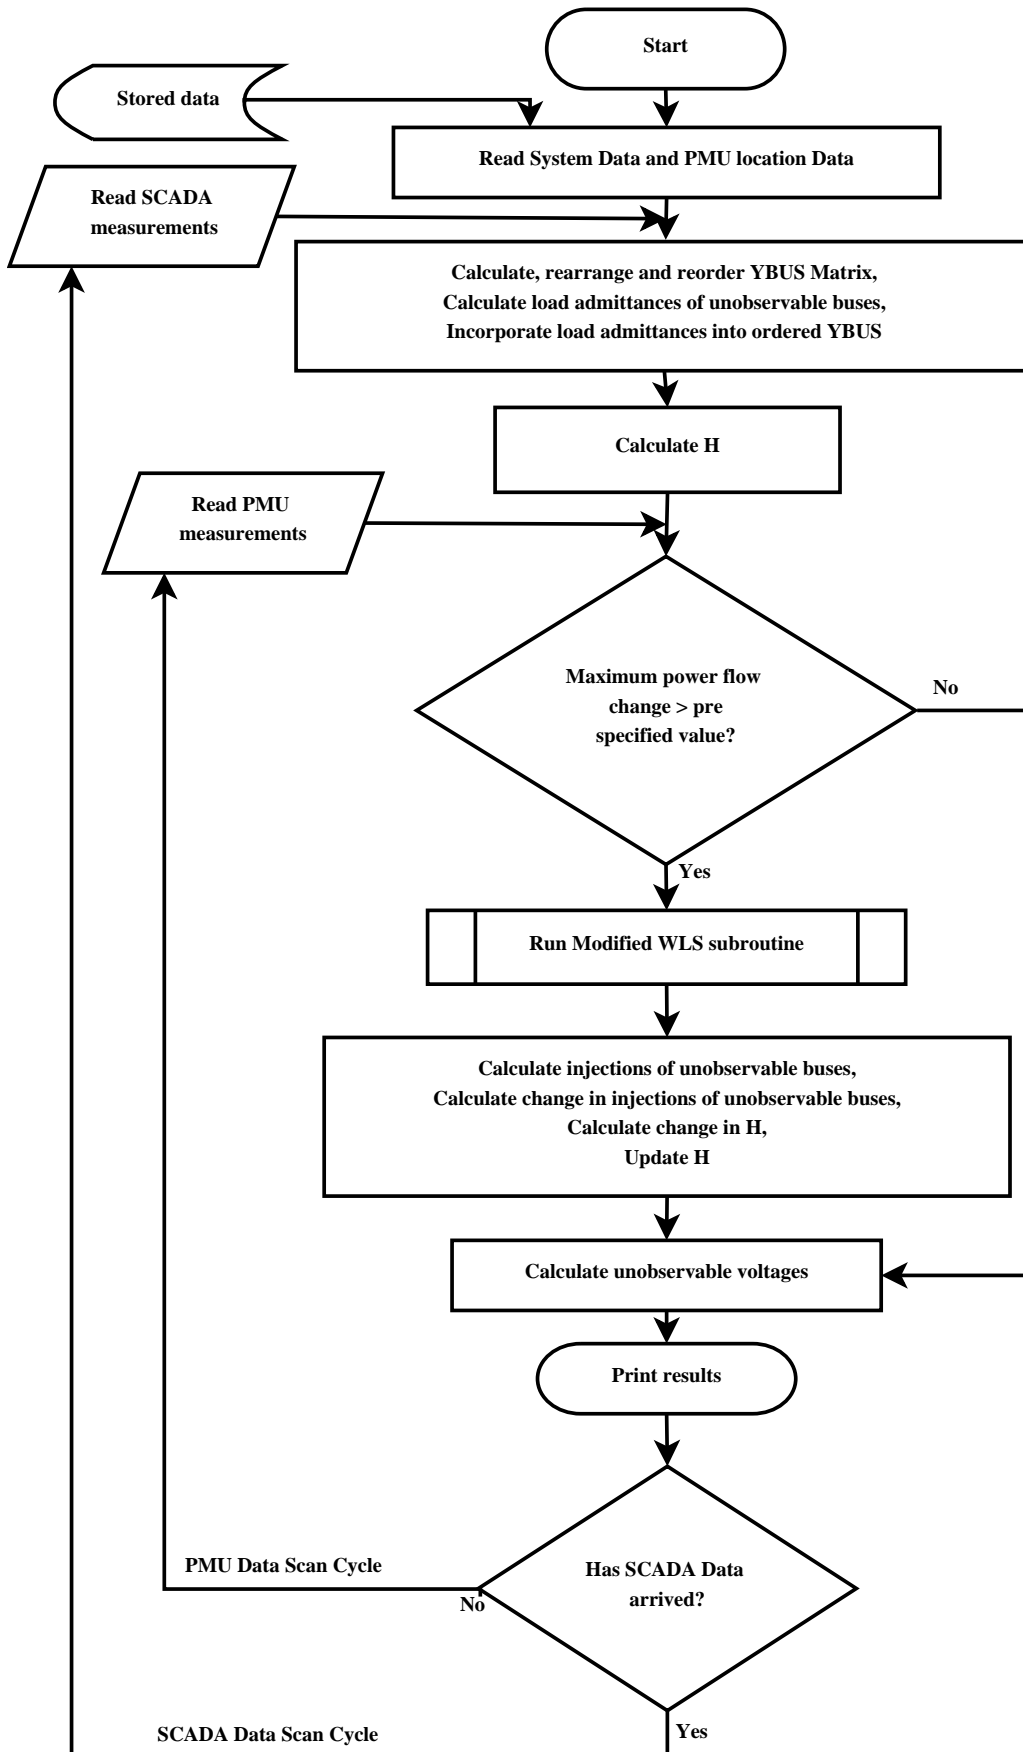 Start
Stored data
Read System Data and PMU location Data
Read SCADA
measurements
Calculate, rearrange and reorder YBUS Matrix,
Calculate load admittances of unobservable buses,
Incorporate load admittances into ordered YBUS
Calculate H
Read PMU
measurements
Maximum power flow
change > pre
specified value?
No
Yes
Run Modified WLS subroutine
Calculate injections of unobservable buses,
Calculate change in injections of unobservable buses,
Calculate change in H,
Update H
Calculate unobservable voltages
Print results
PMU Data Scan Cycle
Has SCADA Data
arrived?
No
SCADA Data Scan Cycle
Yes